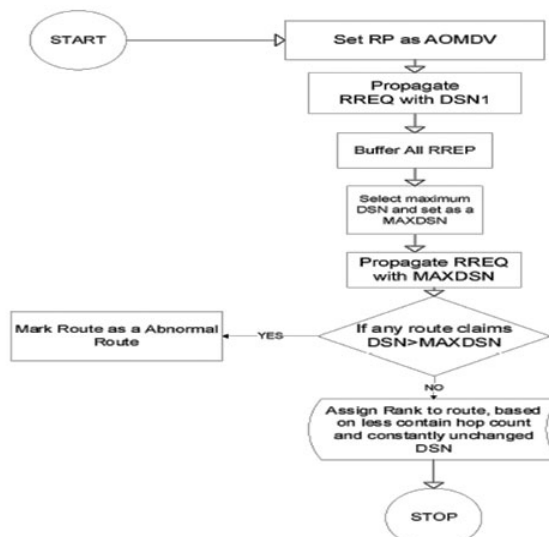 START
Set RP as AOMDV
Propagate
RREQ with DSN1
Buffer All RREP
Select maximum
DSN and set as a
MAXDSN
Propagate RREQ
with MAXDSN
If any route claims
DSN>MAXDSN
YES
Mark Route as a Abnormal
Route
NO
Assign Rank to route, based
on less contain hop count
and constantly unchanged
DSN
STOP